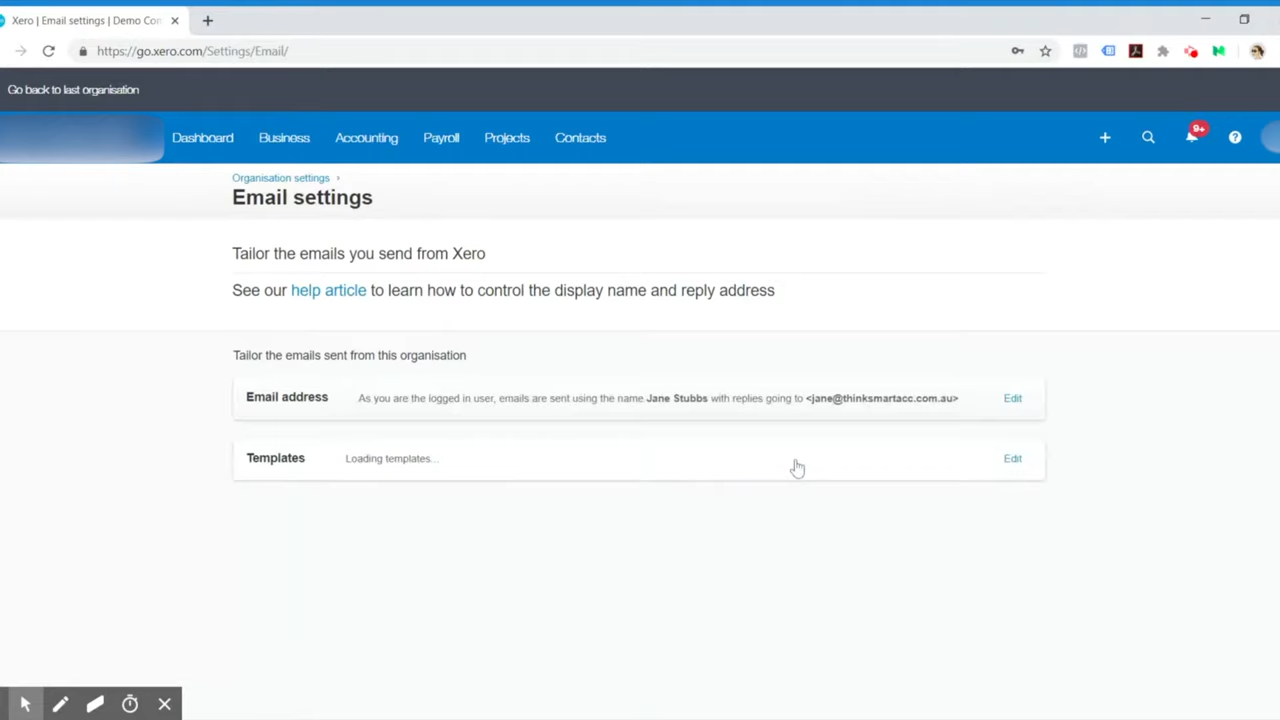 Xero | Email settings | Demo Con
https://go.xero.com/Settings/Email/
Go back to last organisation
Dashboard Business Accounting Payroll Projects Contacts
9+
Organisation settings ›
Email settings
Tailor the emails you send from Xero
See our help article to learn how to control the display name and reply address
Tailor the emails sent from this organisation
Email address As you are the logged in user, emails are sent using the name Jane Stubbs with replies going to <jane@thinksmartacc.com.au> Edit
Templates Loading templates... Edit